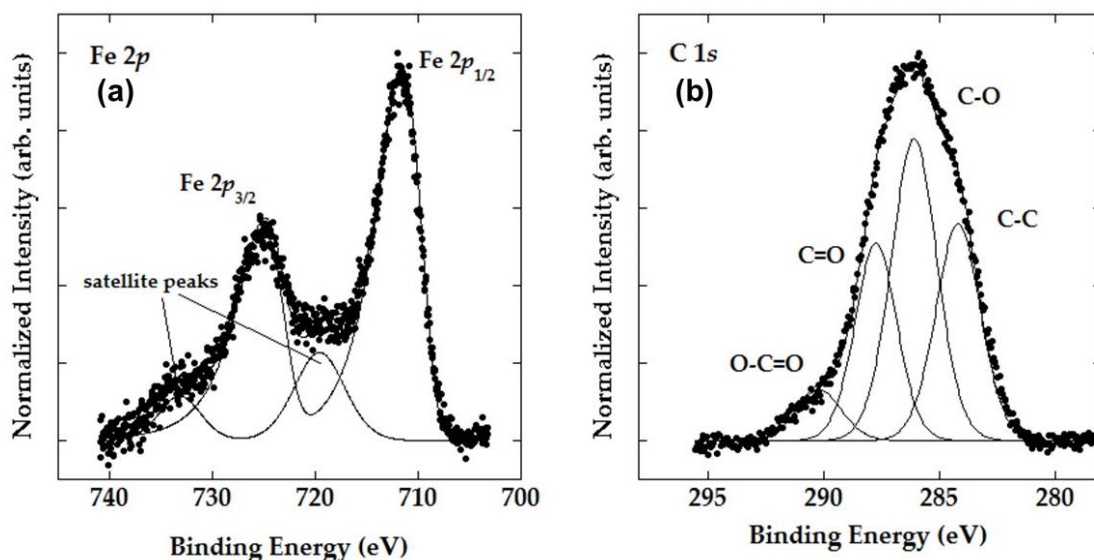 Fe 2p
(a)
Fe 2p1/2
Fe 2p3/2
satellite peaks
Normalized Intensity (arb. units)
740 730 720 710 700
Binding Energy (eV)
C 1s
(b)
C-O
C-C
C=O
O-C=O
Normalized Intensity (arb. units)
295 290 285 280
Binding Energy (eV)